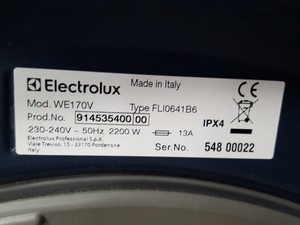 Electrolux
Made in Italy
Mod. WE170V
Type FLI0641B6
Prod.No. 914535400 00
230-240V ~ 50Hz 2200 W
13A
IPX4
Electrolux Professional S.p.A.
Viale Treviso, 15 - 33170 Pordenone
Italy
Ser.No. 548 00022